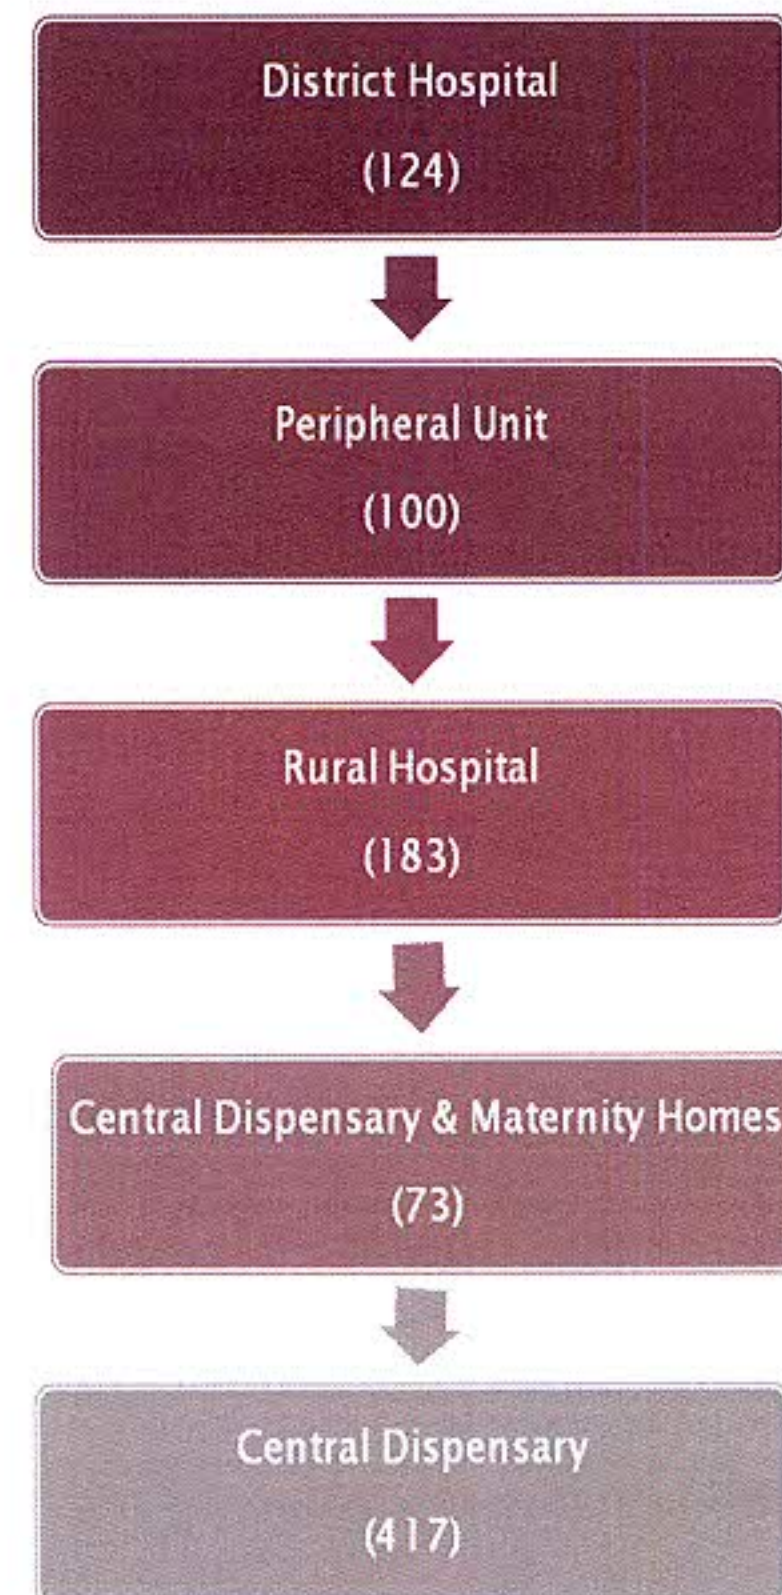 District Hospital
(124)
Peripheral Unit
(100)
Rural Hospital
(183)
Central Dispensary & Maternity Homes
(73)
Central Dispensary
(417)